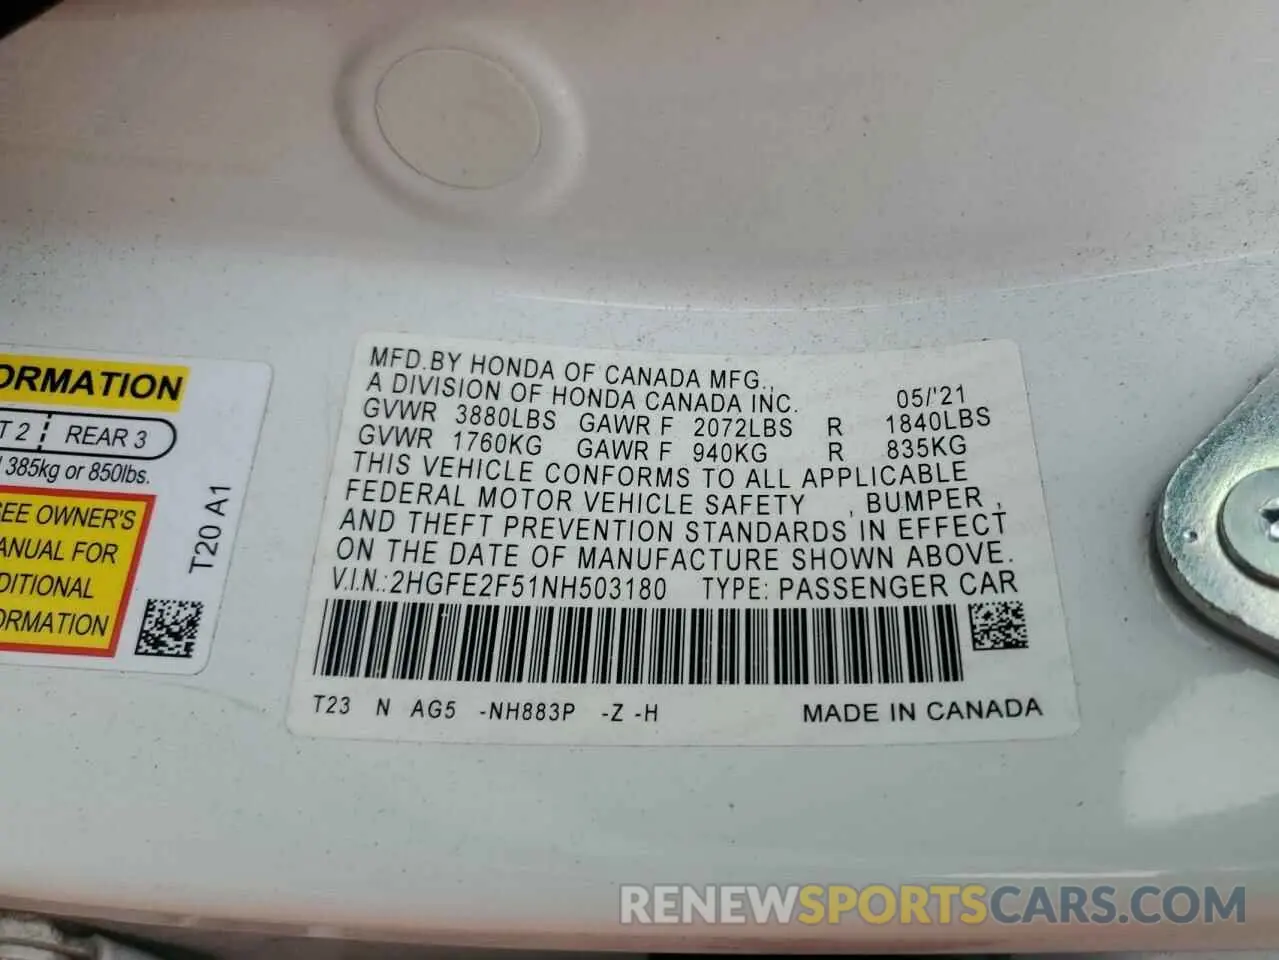 ORMATION
T 2 REAR 3
385kg or 850lbs.
EE OWNER'S
ANUAL FOR
DITIONAL
ORMATION
T20 A1
MFD.BY HONDA OF CANADA MFG.,
A DIVISION OF HONDA CANADA INC. 05/'21
GVWR 3880LBS GAWR F 2072LBS R 1840LBS
GVWR 1760KG GAWR F 940KG R 835KG
THIS VEHICLE CONFORMS TO ALL APPLICABLE
FEDERAL MOTOR VEHICLE SAFETY , BUMPER ,
AND THEFT PREVENTION STANDARDS IN EFFECT
ON THE DATE OF MANUFACTURE SHOWN ABOVE.
V.I.N.:2HGFE2F51NH503180 TYPE: PASSENGER CAR
T23 N AG5 -NH883P -Z -H MADE IN CANADA
RENEWSPORTSCARS.COM